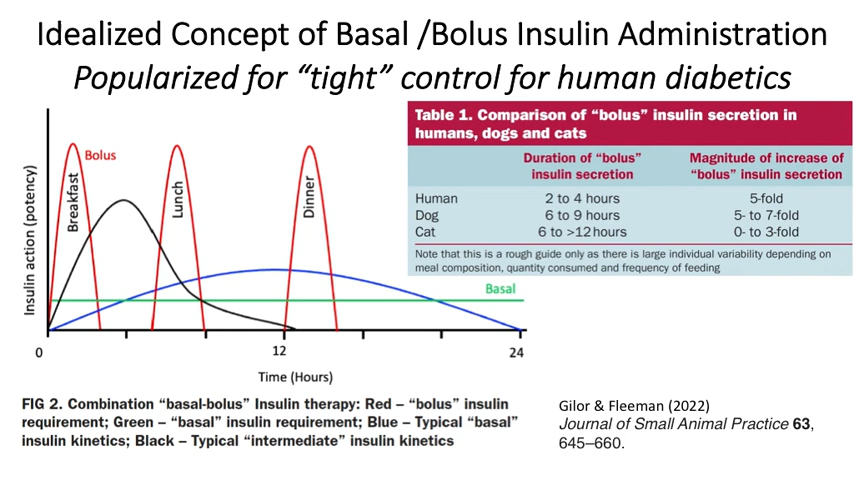 Idealized Concept of Basal /Bolus Insulin Administration
Popularized for “tight” control for human diabetics
Insulin action (potency)
Bolus
Breakfast
Lunch
Dinner
Basal
0
12
24
Time (Hours)
FIG 2. Combination “basal-bolus” Insulin therapy: Red – “bolus” insulin
requirement; Green – “basal” insulin requirement; Blue – Typical “basal”
insulin kinetics; Black – Typical “intermediate” insulin kinetics
Table 1. Comparison of “bolus” insulin secretion in
humans, dogs and cats
Duration of “bolus” Magnitude of increase of
insulin secretion “bolus” insulin secretion
Human 2 to 4 hours 5-fold
Dog 6 to 9 hours 5- to 7-fold
Cat 6 to >12 hours 0- to 3-fold
Note that this is a rough guide only as there is large individual variability depending on
meal composition, quantity consumed and frequency of feeding
Gilor & Fleeman (2022)
Journal of Small Animal Practice 63,
645–660.